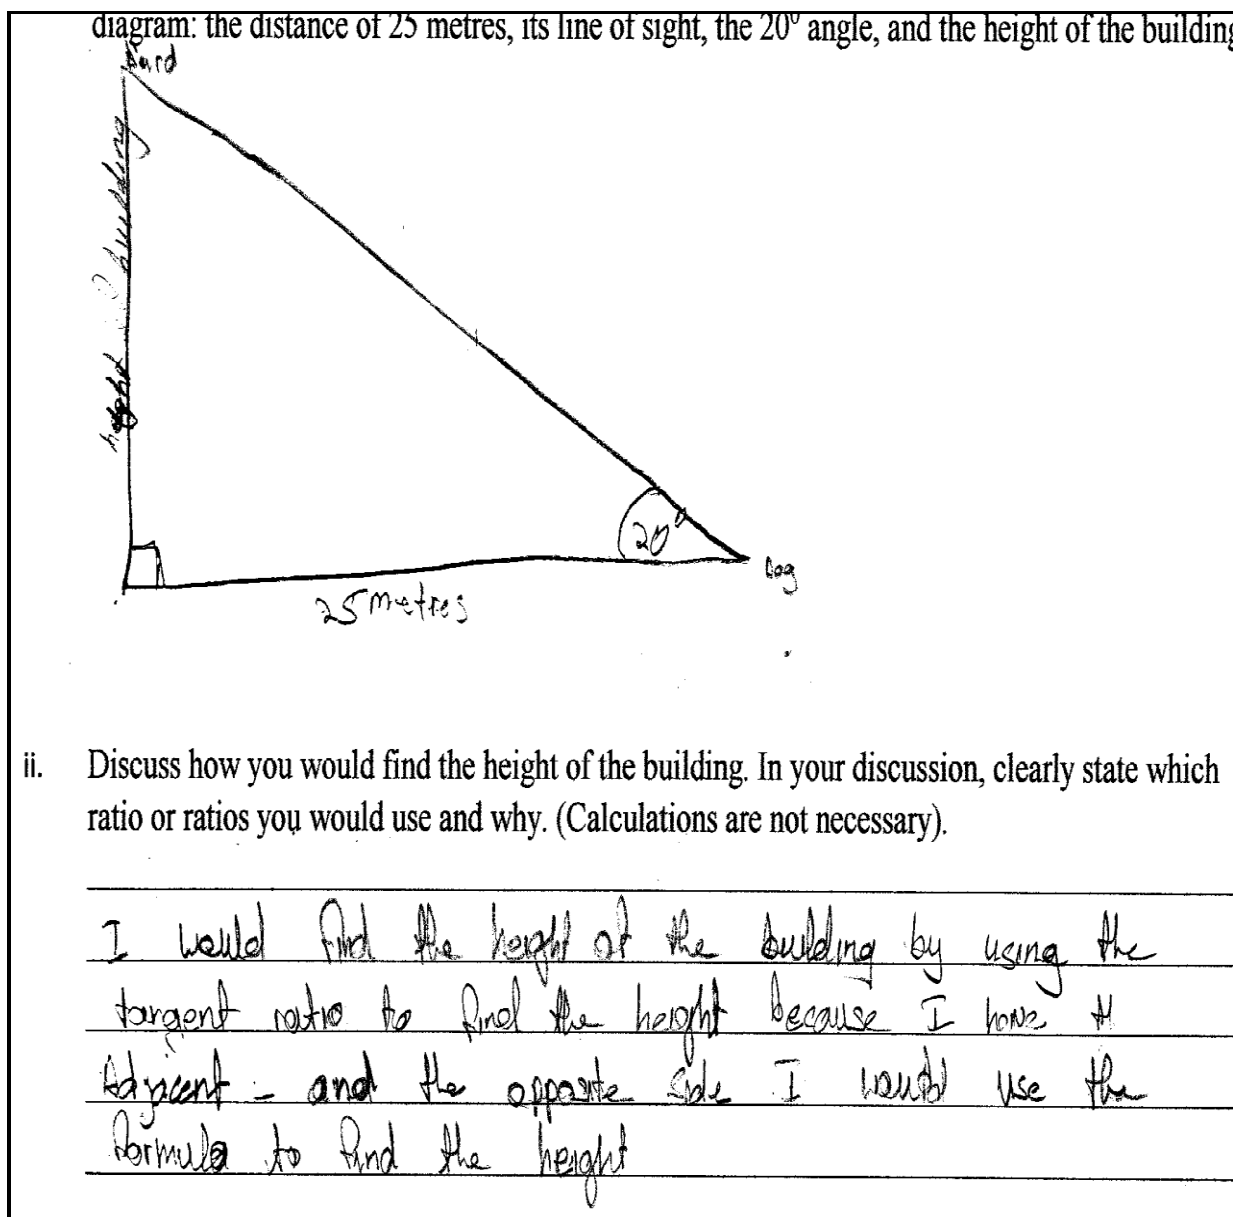 diagram: the distance of 25 metres, its line of sight, the 20° angle, and the height of the building
height building
20°
Dog
25 metres
ii. Discuss how you would find the height of the building. In your discussion, clearly state which
ratio or ratios you would use and why. (Calculations are not necessary).
I would find the height of the building by using the
tangent ratio to find the height because I have
Adjacent - and the opposite side I would use the
formula to find the height